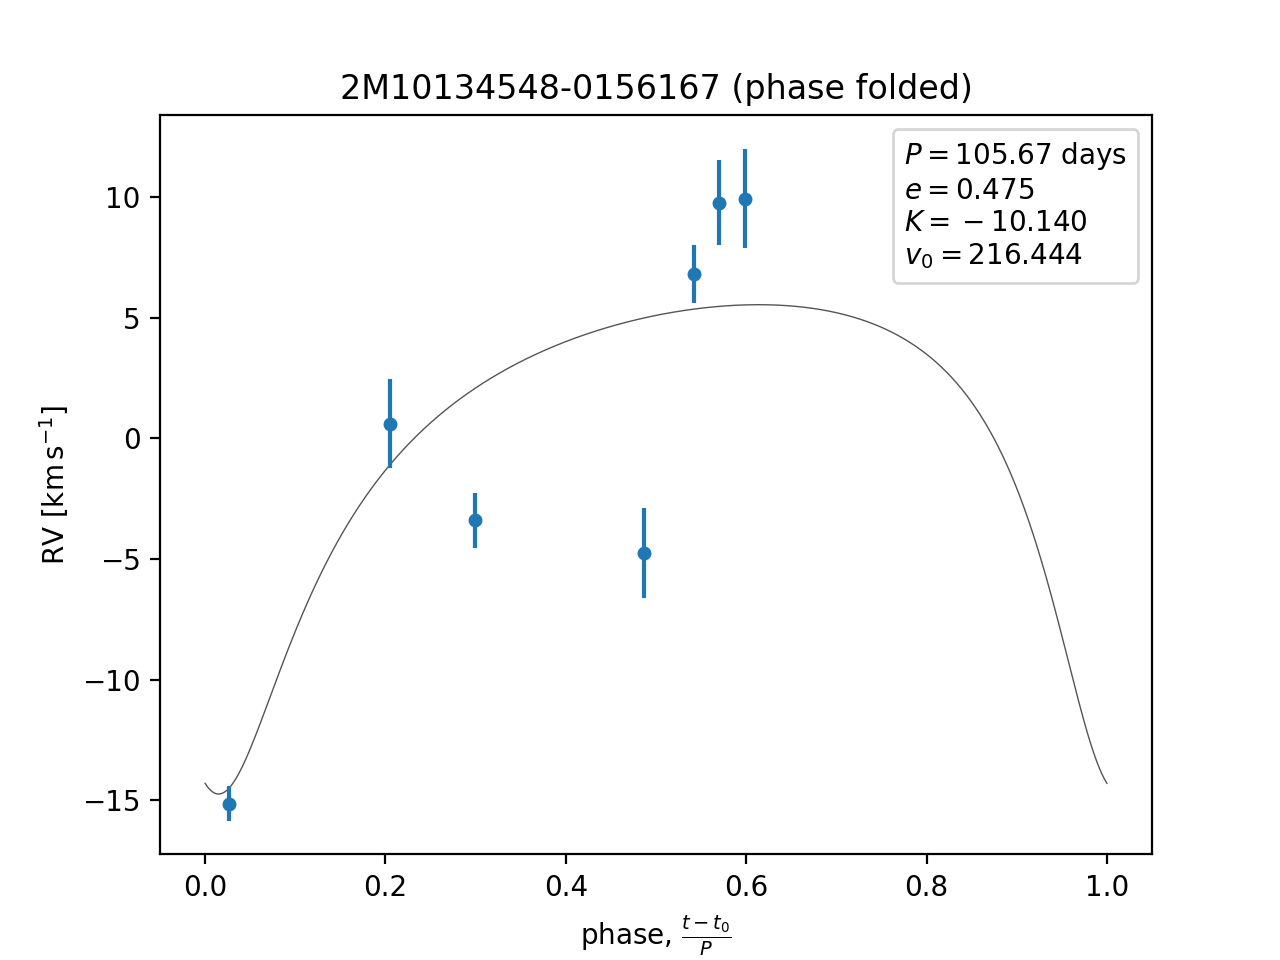 2M10134548-0156167 (phase folded)
P = 105.67 days
e = 0.475
K = −10.140
v₀ = 216.444
10
5
0
−5
−10
−15
RV [km s⁻¹]
0.0 0.2 0.4 0.6 0.8 1.0
phase, (t − t₀)/P